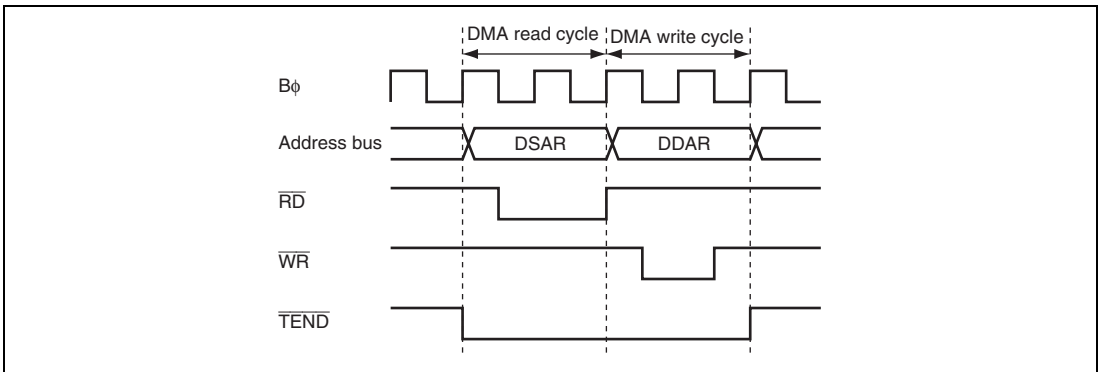 DMA read cycle DMA write cycle
Bϕ
Address bus DSAR DDAR
RD
WR
TEND